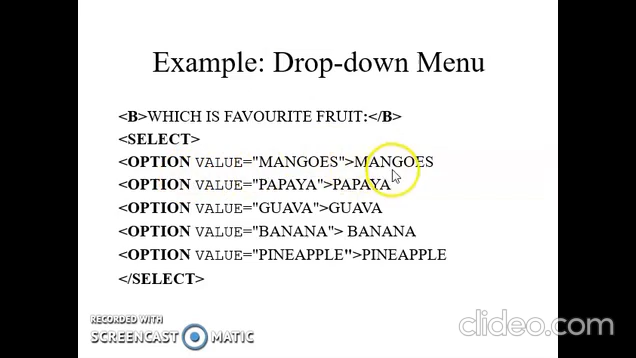 Example: Drop-down Menu
<B>WHICH IS FAVOURITE FRUIT:</B>
<SELECT>
<OPTION VALUE="MANGOES">MANGOES
<OPTION VALUE="PAPAYA">PAPAYA
<OPTION VALUE="GUAVA">GUAVA
<OPTION VALUE="BANANA"> BANANA
<OPTION VALUE="PINEAPPLE">PINEAPPLE
</SELECT>
RECORDED WITH
SCREENCAST MATIC
clideo.com